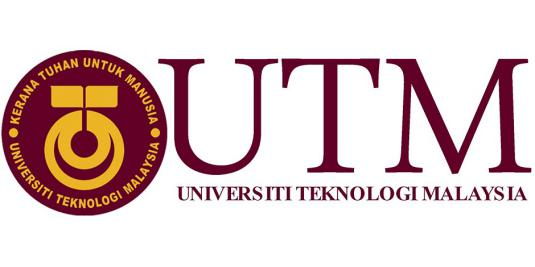 KERANA TUHAN UNTUK MANUSIA
UNIVERSITI TEKNOLOGI MALAYSIA
UTM
UNIVERSITI TEKNOLOGI MALAYSIA